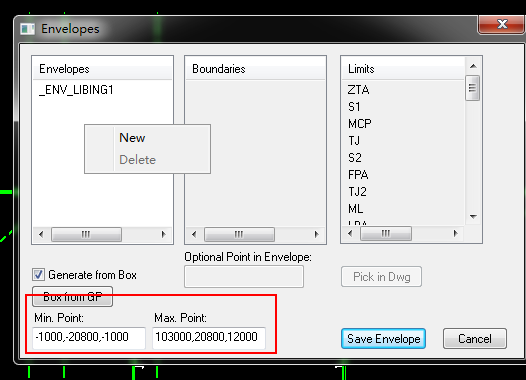 Envelopes
Envelopes
Boundaries
Limits
_ENV_LIBING1
ZTA
S1
MCP
TJ
S2
FPA
TJ2
ML
New
Delete
Optional Point in Envelope:
Generate from Box
Pick in Dwg
Box from GP
Min. Point:
Max. Point:
-1000,-20800,-1000
103000,20800,12000
Save Envelope
Cancel